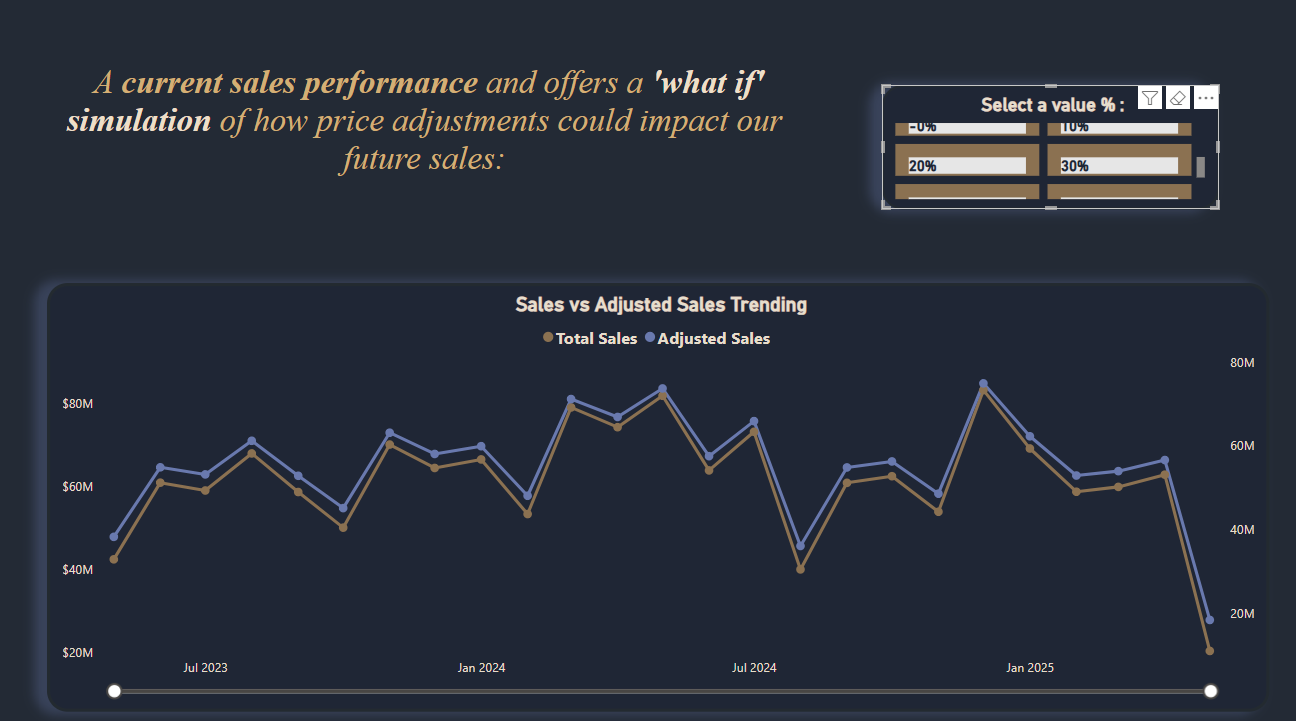 A current sales performance and offers a 'what if'
simulation of how price adjustments could impact our
future sales:
Select a value % :
-0%
10%
20%
30%
Sales vs Adjusted Sales Trending
Total Sales
Adjusted Sales
$80M
$60M
$40M
$20M
80M
60M
40M
20M
Jul 2023
Jan 2024
Jul 2024
Jan 2025